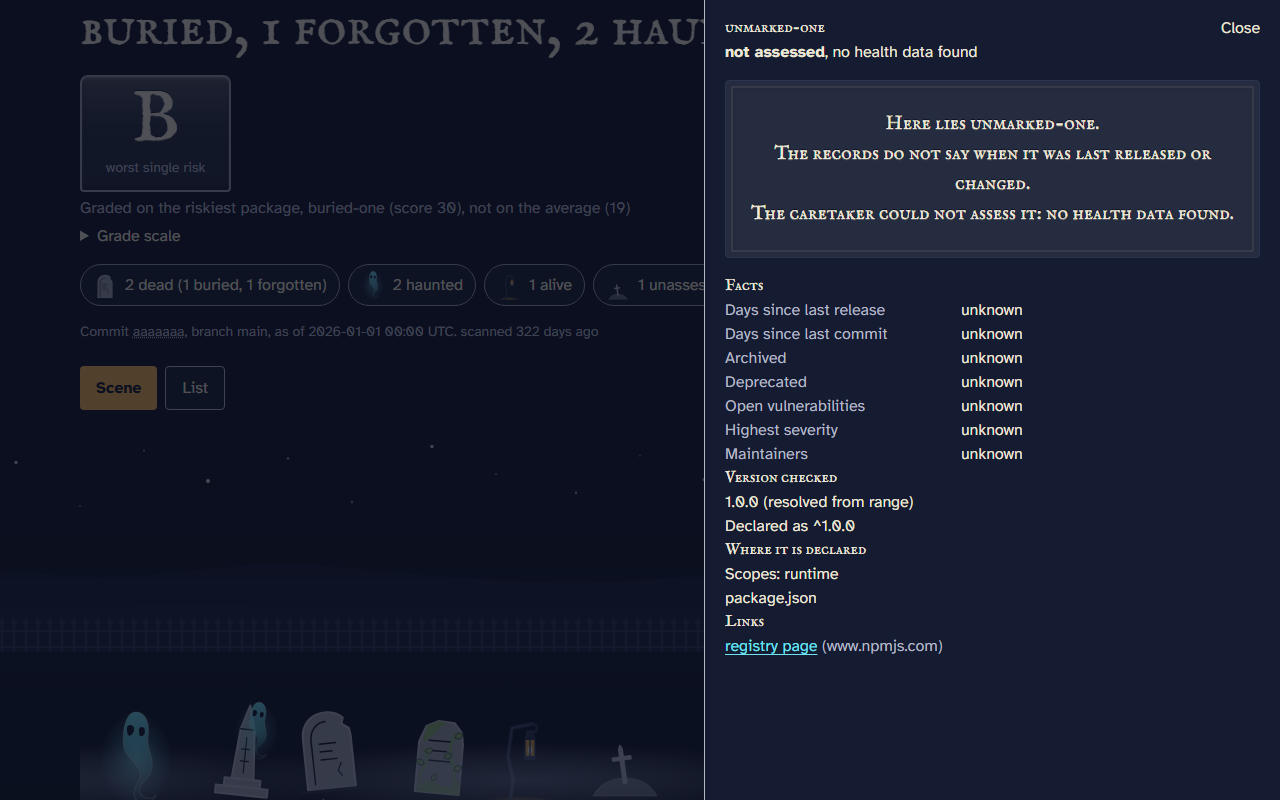 BURIED, 1 FORGOTTEN, 2 HAU
B
worst single risk
Graded on the riskiest package, buried-one (score 30), not on the average (19)
Grade scale
2 dead (1 buried, 1 forgotten)
2 haunted
1 alive
1 unasses
Commit aaaaaaa, branch main, as of 2026-01-01 00:00 UTC. scanned 322 days ago
Scene
List
unmarked-one
Close
not assessed, no health data found
Here lies unmarked-one.
The records do not say when it was last released or
changed.
The caretaker could not assess it: no health data found.
Facts
Days since last release unknown
Days since last commit unknown
Archived unknown
Deprecated unknown
Open vulnerabilities unknown
Highest severity unknown
Maintainers unknown
Version checked
1.0.0 (resolved from range)
Declared as ^1.0.0
Where it is declared
Scopes: runtime
package.json
Links
registry page (www.npmjs.com)